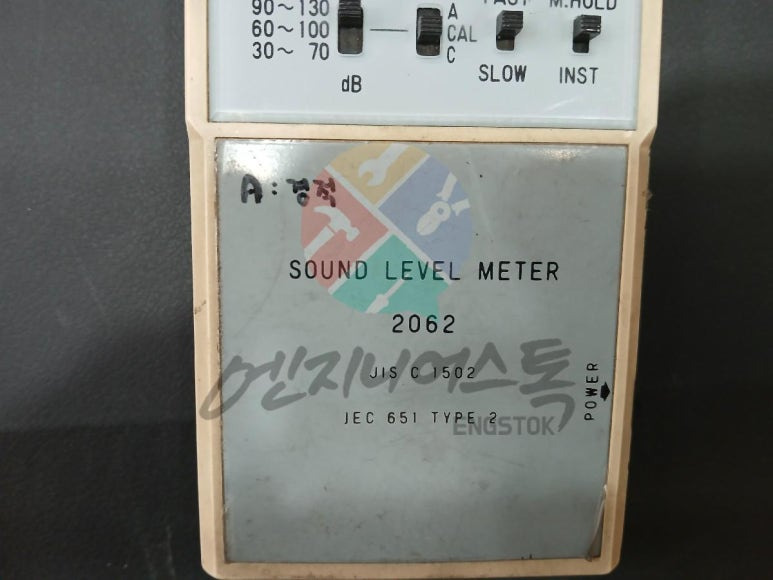 90～130
60～100
30～ 70
dB
A
CAL
C
FAST
SLOW
M.HOLD
INST
A: 경적
SOUND LEVEL METER
2062
JIS C 1502
JEC 651 TYPE 2
POWER
엔지니어스톡
ENGSTOK